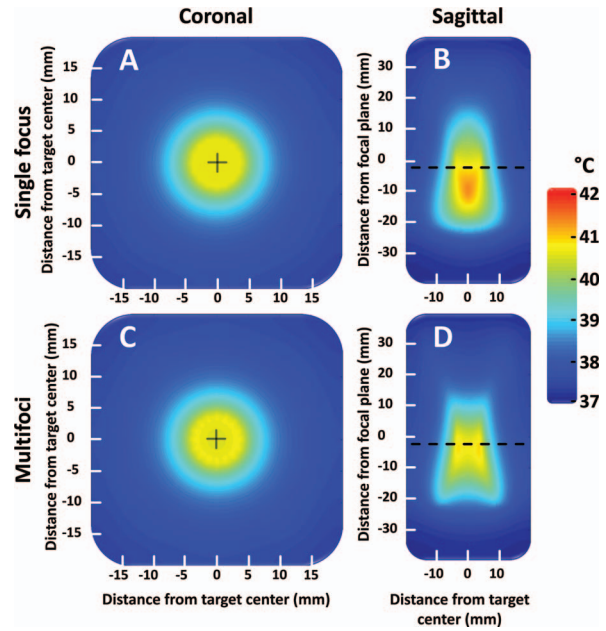 Coronal
Sagittal
Single focus
Distance from target center (mm)
A
15
10
5
0
-5
-10
-15
-15 -10 -5 0 5 10 15
Distance from focal plane (mm)
B
30
20
10
0
-10
-20
-30
-10 0 10
°C
42
41
40
39
38
37
Multifoci
Distance from target center (mm)
C
15
10
5
0
-5
-10
-15
-15 -10 -5 0 5 10 15
Distance from target center (mm)
Distance from focal plane (mm)
D
30
20
10
0
-10
-20
-30
-10 0 10
Distance from target
center (mm)